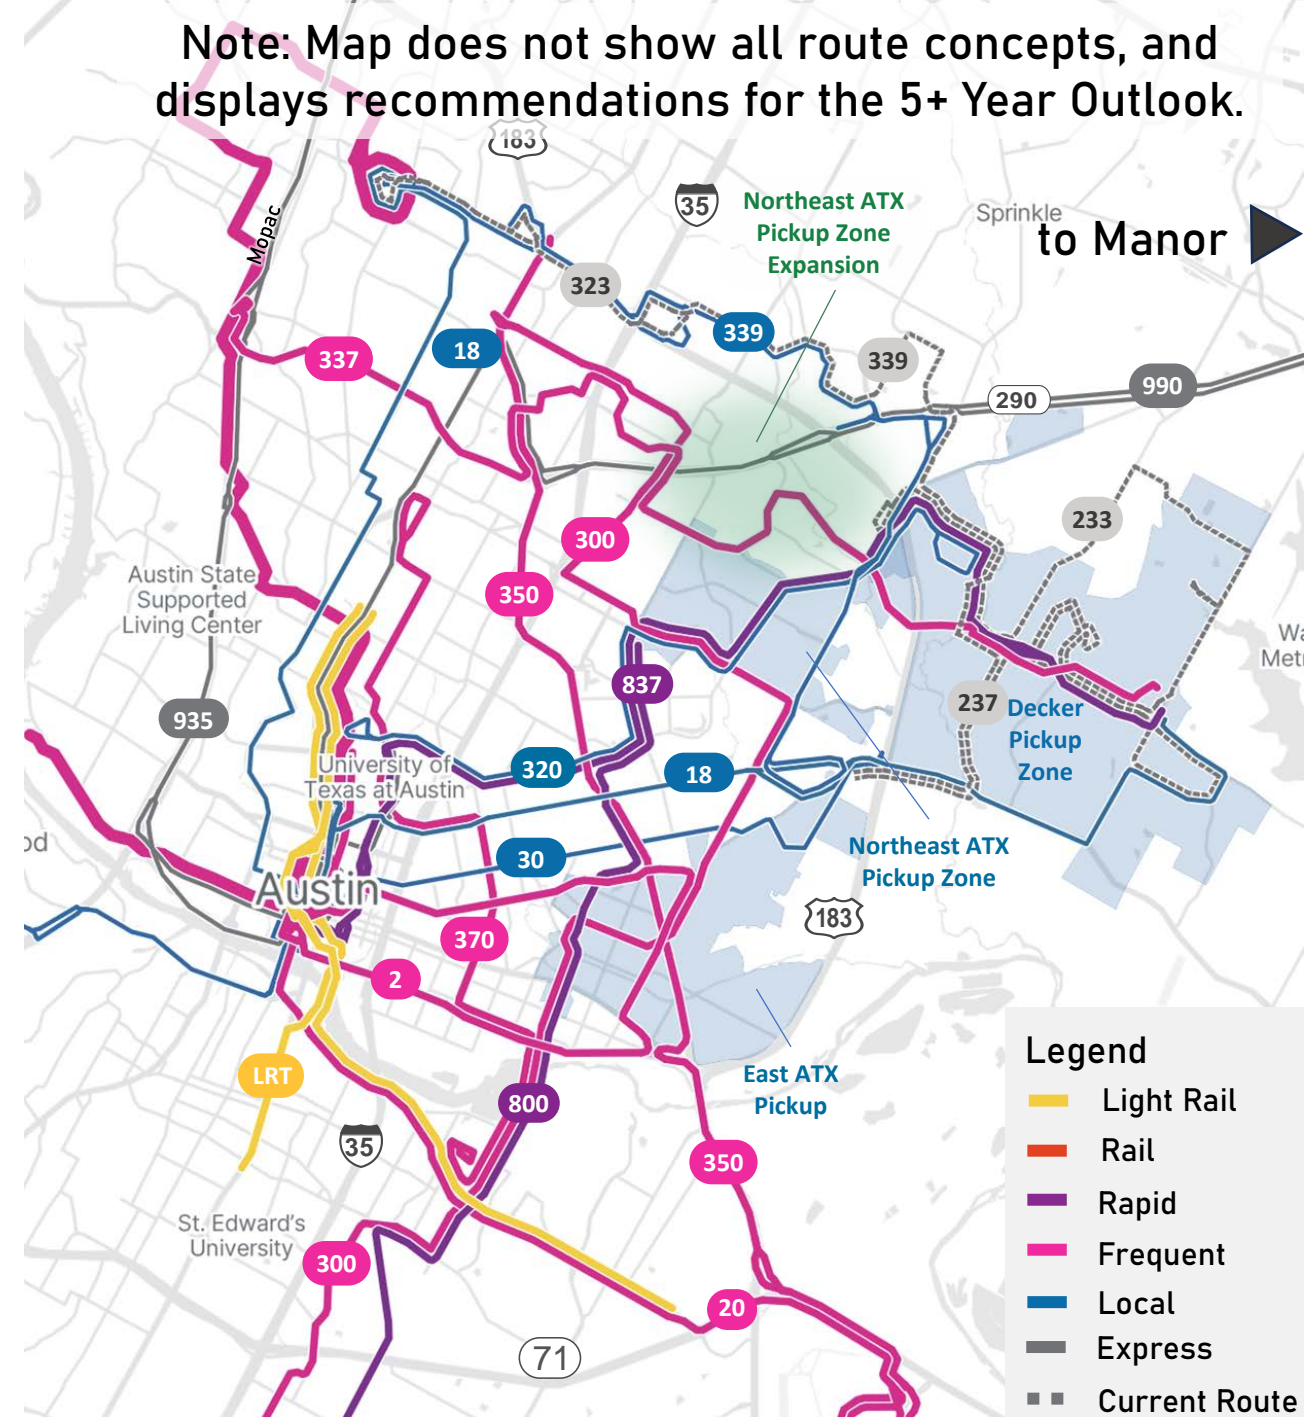 Note: Map does not show all route concepts, and
displays recommendations for the 5+ Year Outlook.
183
35
Northeast ATX
Pickup Zone
Expansion
Sprinkle
to Manor
Mopac
323
339
337
18
339
990
290
233
300
350
Austin State
Supported
Living Center
837
237
Decker
Pickup
Zone
935
320
18
University of
Texas at Austin
30
Northeast ATX
Pickup Zone
Austin
183
370
2
LRT
East ATX
Pickup
800
35
350
St. Edward's
University
300
20
71
Legend
Light Rail
Rail
Rapid
Frequent
Local
Express
Current Route